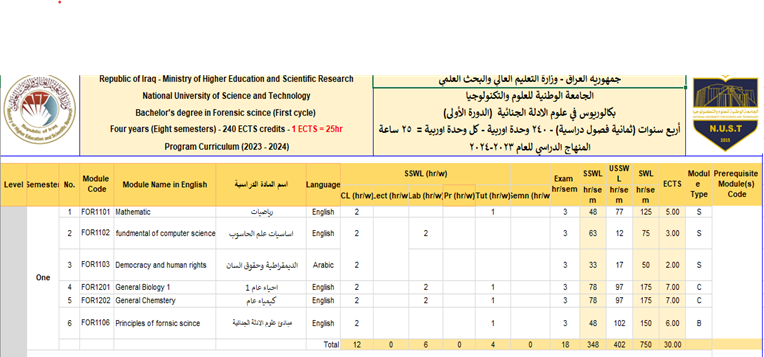 Republic of Iraq - Ministry of Higher Education and Scientific Research
National University of Science and Technology
Bachelor's degree in Forensic scince (First cycle)
Four years (Eight semesters) - 240 ECTS credits - 1 ECTS = 25hr
Program Curriculum (2023 - 2024)
جمهورية العراق - وزارة التعليم العالي والبحث العلمي
الجامعة الوطنية للعلوم والتكنولوجيا
بكالوريوس في علوم الادلة الجنائية (الدورة الأولى)
أربع سنوات (ثمانية فصول دراسية) - ٢٤٠ وحدة اوربية - كل وحدة اوربية = ٢٥ ساعة
المنهاج الدراسي للعام ٢٠٢٣-٢٠٢٤
N.U.S.T
Level Semester No. Module Code Module Name in English اسم المادة الدراسية Language SSWL (hr/w) Exam hr/sem SSWL hr/se m USSW L hr/se m SWL hr/se m ECTS Modul e Type Prerequisite Module(s) Code
CL (hr/w) Lect (hr/w) Lab (hr/w) Pr (hr/w) Tut (hr/w) Semn (hr/w)
One
1 FOR1101 Mathematic رياضيات English 2 1 3 48 77 125 5.00 S
2 FOR1102 fundmental of computer science اساسيات علم الحاسوب English 2 2 3 63 12 75 3.00 S
3 FOR1103 Democracy and human rights الديمقراطية وحقوق انسان Arabic 2 3 33 17 50 2.00 S
4 FOR1201 General Biology 1 احياء عام 1 English 2 2 1 3 78 97 175 7.00 C
5 FOR1202 General Chemstery كيمياء عام English 2 2 1 3 78 97 175 7.00 C
6 FOR1106 Principles of fornsic scince مبادئ علوم الادلة الجنائية English 2 1 3 48 102 150 6.00 B
Total 12 0 6 0 4 0 18 348 402 750 30.00